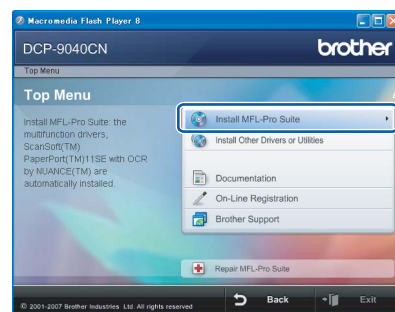 Macromedia Flash Player 8
DCP-9040CN
brother
Top Menu
Top Menu
Install MFL-Pro Suite: the
multifunction drivers,
ScanSoft(TM)
PaperPort(TM)11SE with OCR
by NUANCE(TM) are
automatically installed.
Install MFL-Pro Suite
Install Other Drivers or Utilities
Documentation
On-Line Registration
Brother Support
Repair MFL-Pro Suite
© 2001-2007 Brother Industries Ltd. All rights reserved
Back
Exit